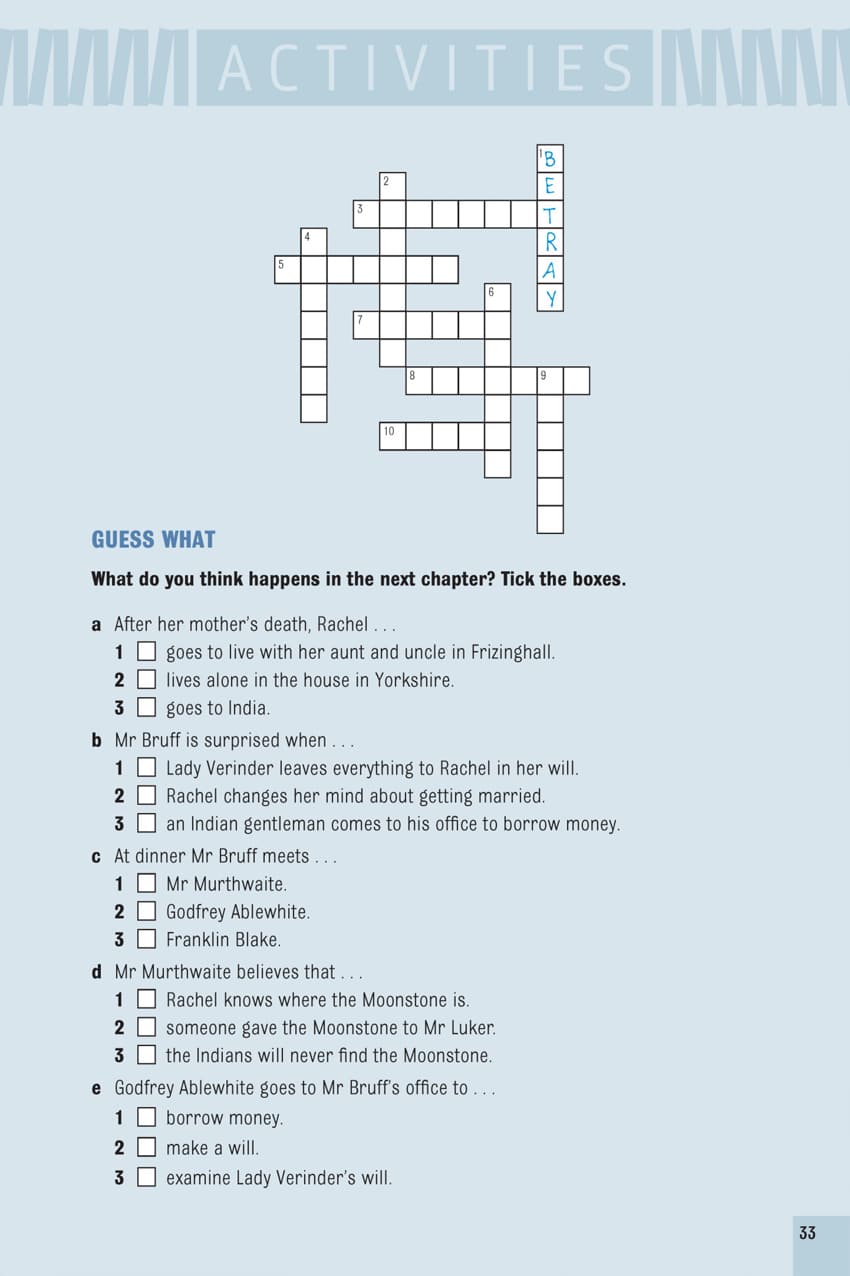 ACTIVITIES
1 B
2 E
3 T
4 R
5 A
6 Y
7
8 9
10
GUESS WHAT
What do you think happens in the next chapter? Tick the boxes.
a After her mother's death, Rachel . . .
1 goes to live with her aunt and uncle in Frizinghall.
2 lives alone in the house in Yorkshire.
3 goes to India.
b Mr Bruff is surprised when . . .
1 Lady Verinder leaves everything to Rachel in her will.
2 Rachel changes her mind about getting married.
3 an Indian gentleman comes to his office to borrow money.
c At dinner Mr Bruff meets . . .
1 Mr Murthwaite.
2 Godfrey Ablewhite.
3 Franklin Blake.
d Mr Murthwaite believes that . . .
1 Rachel knows where the Moonstone is.
2 someone gave the Moonstone to Mr Luker.
3 the Indians will never find the Moonstone.
e Godfrey Ablewhite goes to Mr Bruff's office to . . .
1 borrow money.
2 make a will.
3 examine Lady Verinder's will.
33